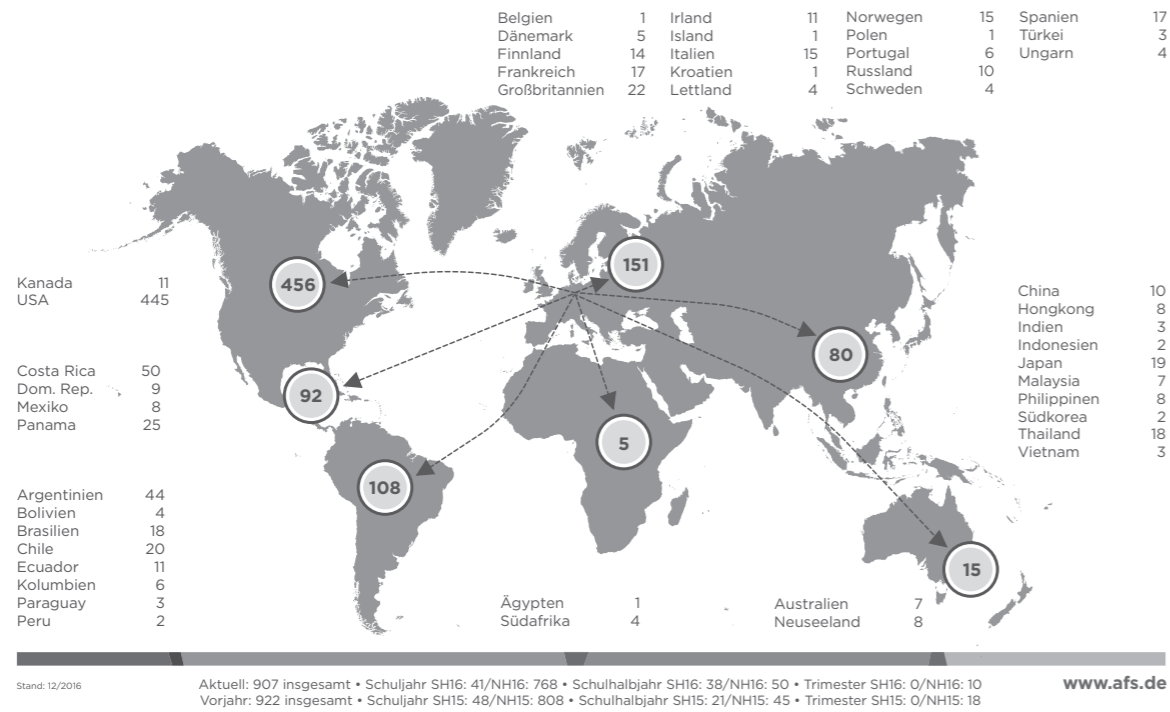 Belgien 1 Irland 11 Norwegen 15 Spanien 17
Dänemark 5 Island 1 Polen 1 Türkei 3
Finnland 14 Italien 15 Portugal 6 Ungarn 4
Frankreich 17 Kroatien 1 Russland 10
Großbritannien 22 Lettland 4 Schweden 4
456
151
Kanada 11
USA 445
80
China 10
Hongkong 8
Indien 3
Indonesien 2
Japan 19
Malaysia 7
Philippinen 8
Südkorea 2
Thailand 18
Vietnam 3
92
Costa Rica 50
Dom. Rep. 9
Mexiko 8
Panama 25
5
108
Argentinien 44
Bolivien 4
Brasilien 18
Chile 20
Ecuador 11
Kolumbien 6
Paraguay 3
Peru 2
15
Ägypten 1
Südafrika 4
Australien 7
Neuseeland 8
Stand: 12/2016
Aktuell: 907 insgesamt • Schuljahr SH16: 41/NH16: 768 • Schulhalbjahr SH16: 38/NH16: 50 • Trimester SH16: 0/NH16: 10
Vorjahr: 922 insgesamt • Schuljahr SH15: 48/NH15: 808 • Schulhalbjahr SH15: 21/NH15: 45 • Trimester SH15: 0/NH15: 18
www.afs.de